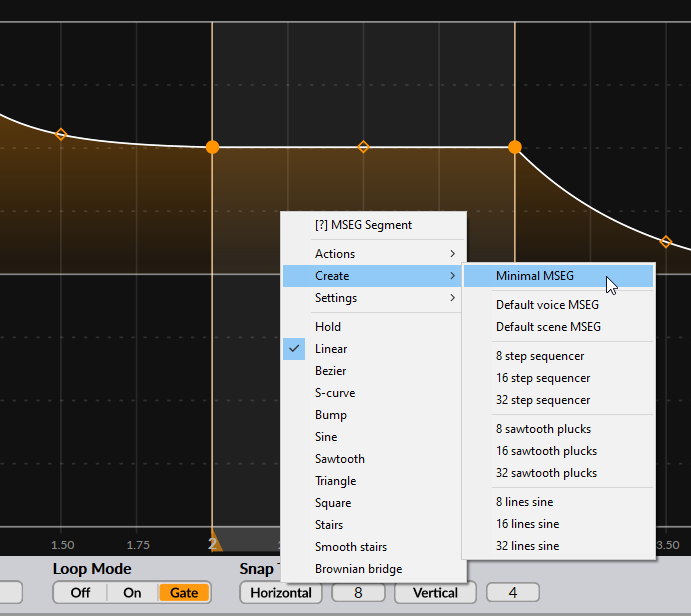 [?] MSEG Segment
Actions
Create
Settings
Hold
Linear
Bezier
S-curve
Bump
Sine
Sawtooth
Triangle
Square
Stairs
Smooth stairs
Brownian bridge
Minimal MSEG
Default voice MSEG
Default scene MSEG
8 step sequencer
16 step sequencer
32 step sequencer
8 sawtooth plucks
16 sawtooth plucks
32 sawtooth plucks
8 lines sine
16 lines sine
32 lines sine
1.50 1.75 2 3.50
Loop Mode Snap
Off On Gate Horizontal 8 Vertical 4